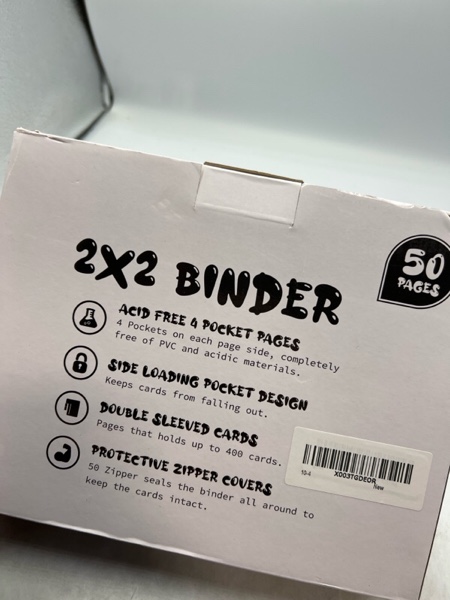 50
PAGES
2X2 BINDER
ACID FREE 4 POCKET PAGES
4 Pockets on each page side, completely
free of PVC and acidic materials.
SIDE LOADING POCKET DESIGN
Keeps cards from falling out.
DOUBLE SLEEVED CARDS
Pages that holds up to 400 cards.
PROTECTIVE ZIPPER COVERS
50 Zipper seals the binder all around to
keep the cards intact.
X0037GDEOR
10-4
New